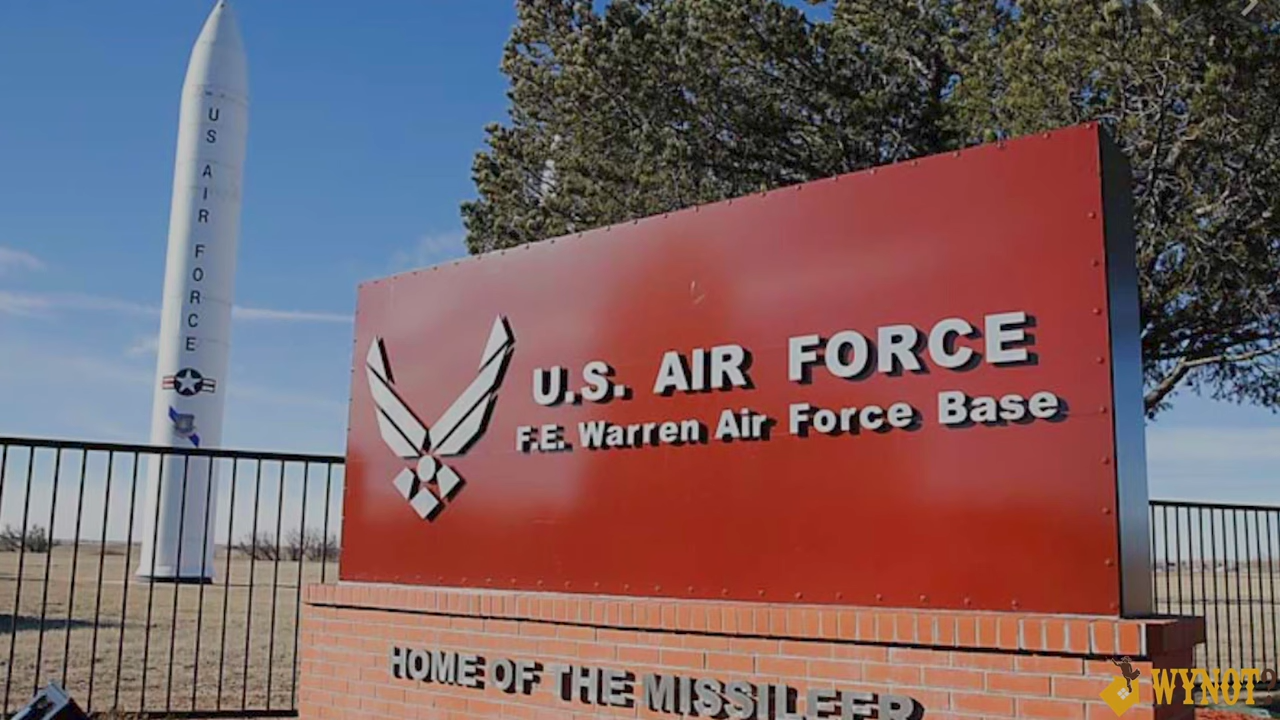 US AIR FORCE
U.S. AIR FORCE
F.E. Warren Air Force Base
HOME OF THE MISSILEER
WYNOT